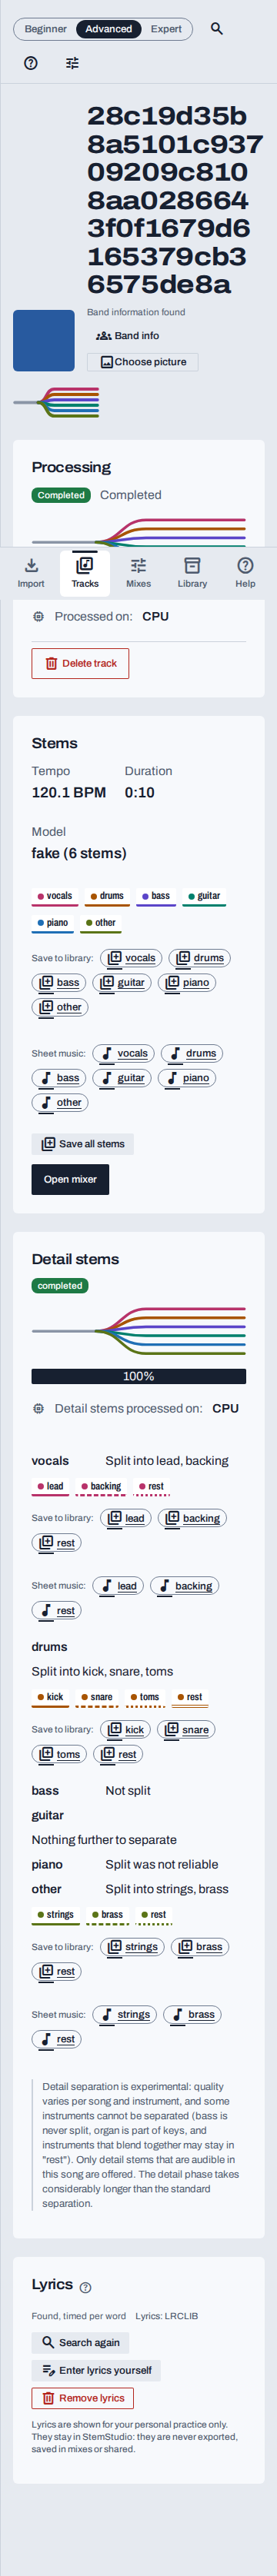 Beginner Advanced Expert
28c19d35b
8a5101c937
09209c810
8aa028664
3f0f1679d6
165379cb3
6575de8a
Band information found
Band info
Choose picture
Processing
Completed Completed
Import Tracks Mixes Library Help
Processed on: CPU
Delete track
Stems
Tempo Duration
120.1 BPM 0:10
Model
fake (6 stems)
vocals drums bass guitar
piano other
Save to library: vocals drums
bass guitar piano
other
Sheet music: vocals drums
bass guitar piano
other
Save all stems
Open mixer
Detail stems
completed
100%
Detail stems processed on: CPU
vocals Split into lead, backing
lead backing rest
Save to library: lead backing
rest
Sheet music: lead backing
rest
drums
Split into kick, snare, toms
kick snare toms rest
Save to library: kick snare
toms rest
bass Not split
guitar
Nothing further to separate
piano Split was not reliable
other Split into strings, brass
strings brass rest
Save to library: strings brass
rest
Sheet music: strings brass
rest
Detail separation is experimental: quality
varies per song and instrument, and some
instruments cannot be separated (bass is
never split, organ is part of keys, and
instruments that blend together may stay in
"rest"). Only detail stems that are audible in
this song are offered. The detail phase takes
considerably longer than the standard
separation.
Lyrics
Found, timed per word Lyrics: LRCLIB
Search again
Enter lyrics yourself
Remove lyrics
Lyrics are shown for your personal practice only.
They stay in StemStudio: they are never exported,
saved in mixes or shared.